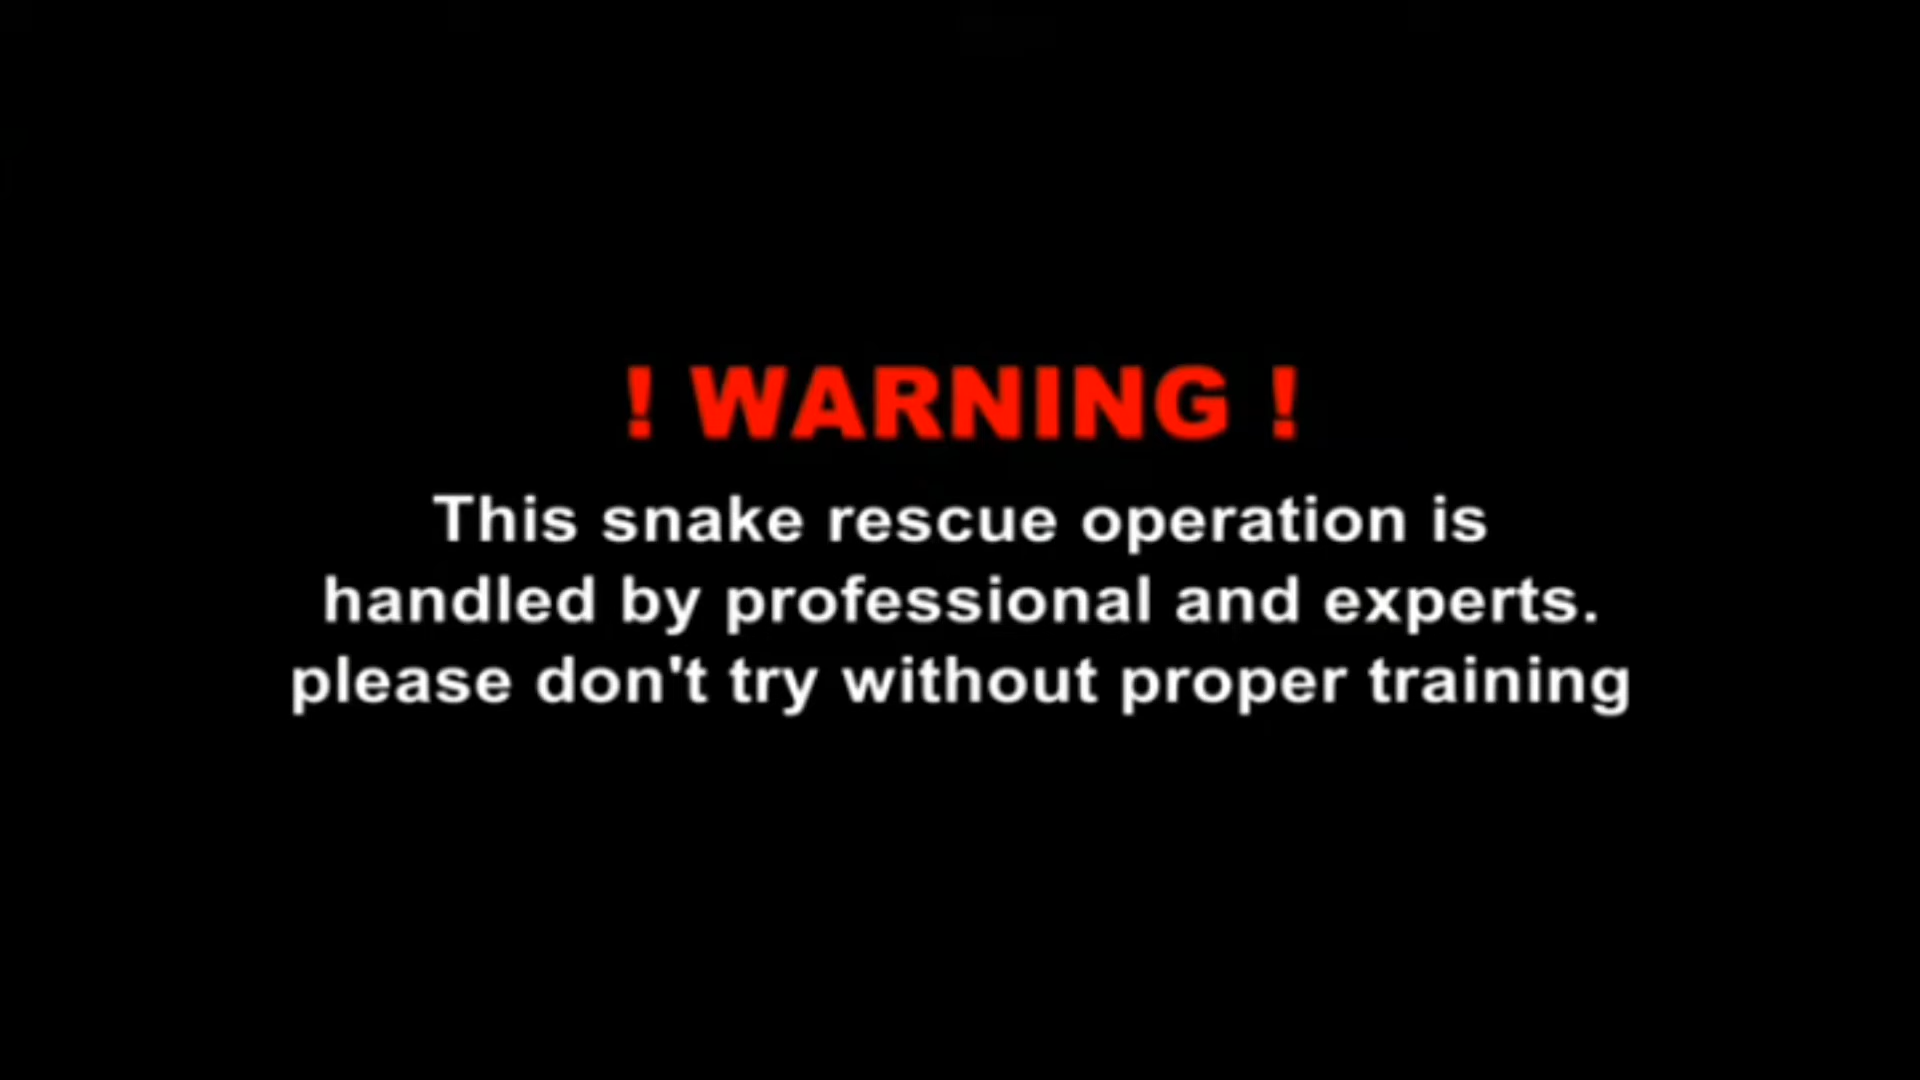 ! WARNING !
This snake rescue operation is
handled by professional and experts.
please don't try without proper training